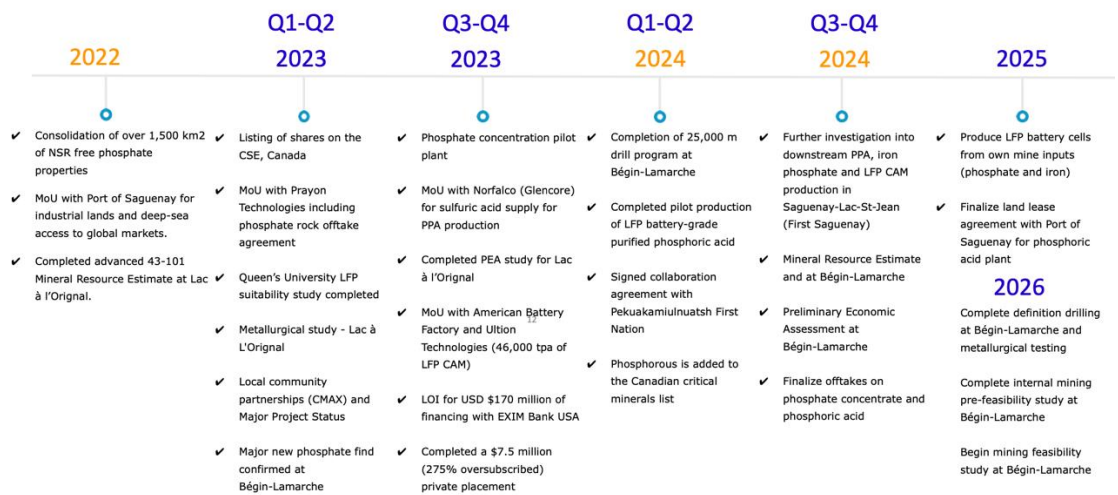 2022
✔ Consolidation of over 1,500 km2
of NSR free phosphate
properties
✔ MoU with Port of Saguenay for
industrial lands and deep-sea
access to global markets.
✔ Completed advanced 43-101
Mineral Resource Estimate at Lac
à l’Orignal.
Q1-Q2
2023
✔ Listing of shares on the
CSE, Canada
✔ MoU with Prayon
Technologies including
phosphate rock offtake
agreement
✔ Queen’s University LFP
suitability study completed
✔ Metallurgical study - Lac à
L'Orignal
✔ Local community
partnerships (CMAX) and
Major Project Status
✔ Major new phosphate find
confirmed at
Bégin-Lamarche
Q3-Q4
2023
✔ Phosphate concentration pilot
plant
✔ MoU with Norfalco (Glencore)
for sulfuric acid supply for
PPA production
✔ Completed PEA study for Lac
à l’Orignal
✔ MoU with American Battery
Factory and Ultion
Technologies (46,000 tpa of
LFP CAM)
✔ LOI for USD $170 million of
financing with EXIM Bank USA
✔ Completed a $7.5 million
(275% oversubscribed)
private placement
12
Q1-Q2
2024
✔ Completion of 25,000 m
drill program at
Bégin-Lamarche
✔ Completed pilot production
of LFP battery-grade
purified phosphoric acid
✔ Signed collaboration
agreement with
Pekuakamiulnuatsh First
Nation
✔ Phosphorous is added to
the Canadian critical
minerals list
Q3-Q4
2024
✔ Further investigation into
downstream PPA, iron
phosphate and LFP CAM
production in
Saguenay-Lac-St-Jean
(First Saguenay)
✔ Mineral Resource Estimate
and at Bégin-Lamarche
✔ Preliminary Economic
Assessment at
Bégin-Lamarche
✔ Finalize offtakes on
phosphate concentrate and
phosphoric acid
2025
✔ Produce LFP battery cells
from own mine inputs
(phosphate and iron)
✔ Finalize land lease
agreement with Port of
Saguenay for phosphoric
acid plant
2026
Complete definition drilling
at Bégin-Lamarche and
metallurgical testing
Complete internal mining
pre-feasibility study at
Bégin-Lamarche
Begin mining feasibility
study at Bégin-Lamarche